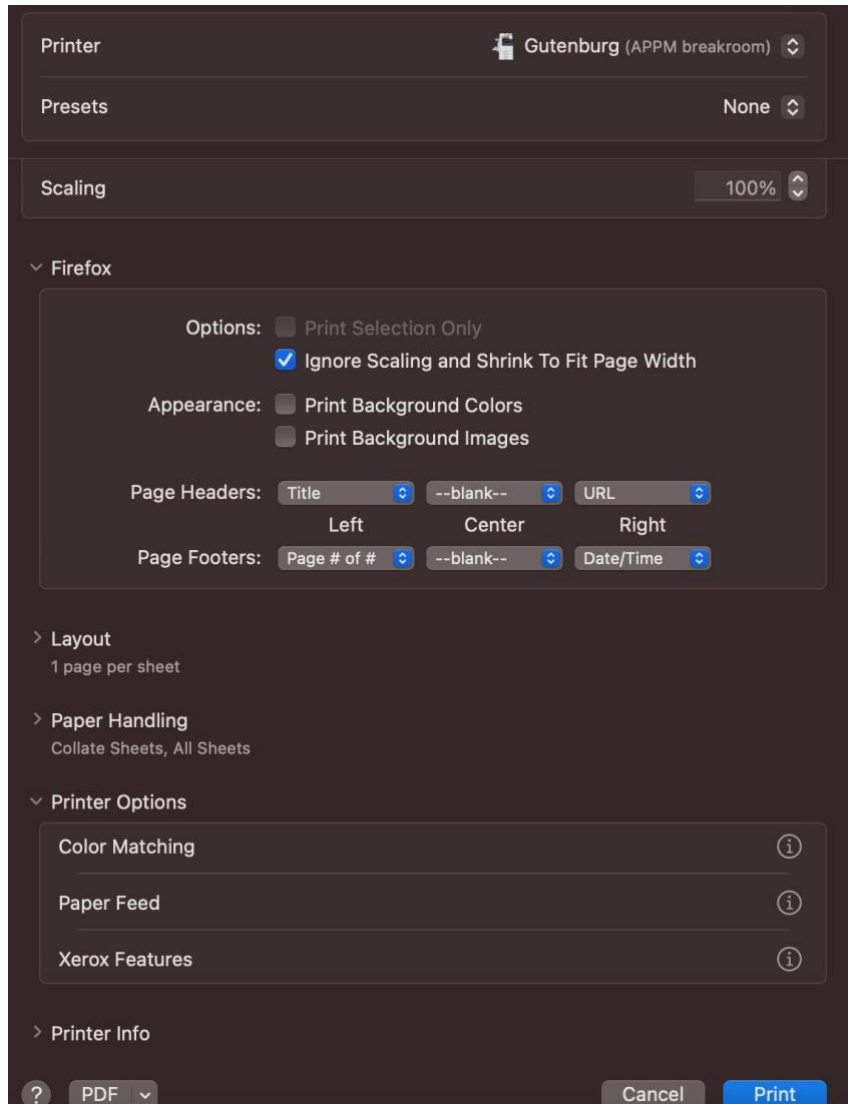 Printer Gutenburg (APPM breakroom)
Presets None
Scaling 100%
Firefox
Options: Print Selection Only
Ignore Scaling and Shrink To Fit Page Width
Appearance: Print Background Colors
Print Background Images
Page Headers: Title --blank-- URL
Left Center Right
Page Footers: Page # of # --blank-- Date/Time
Layout
1 page per sheet
Paper Handling
Collate Sheets, All Sheets
Printer Options
Color Matching
Paper Feed
Xerox Features
Printer Info
? PDF Cancel Print